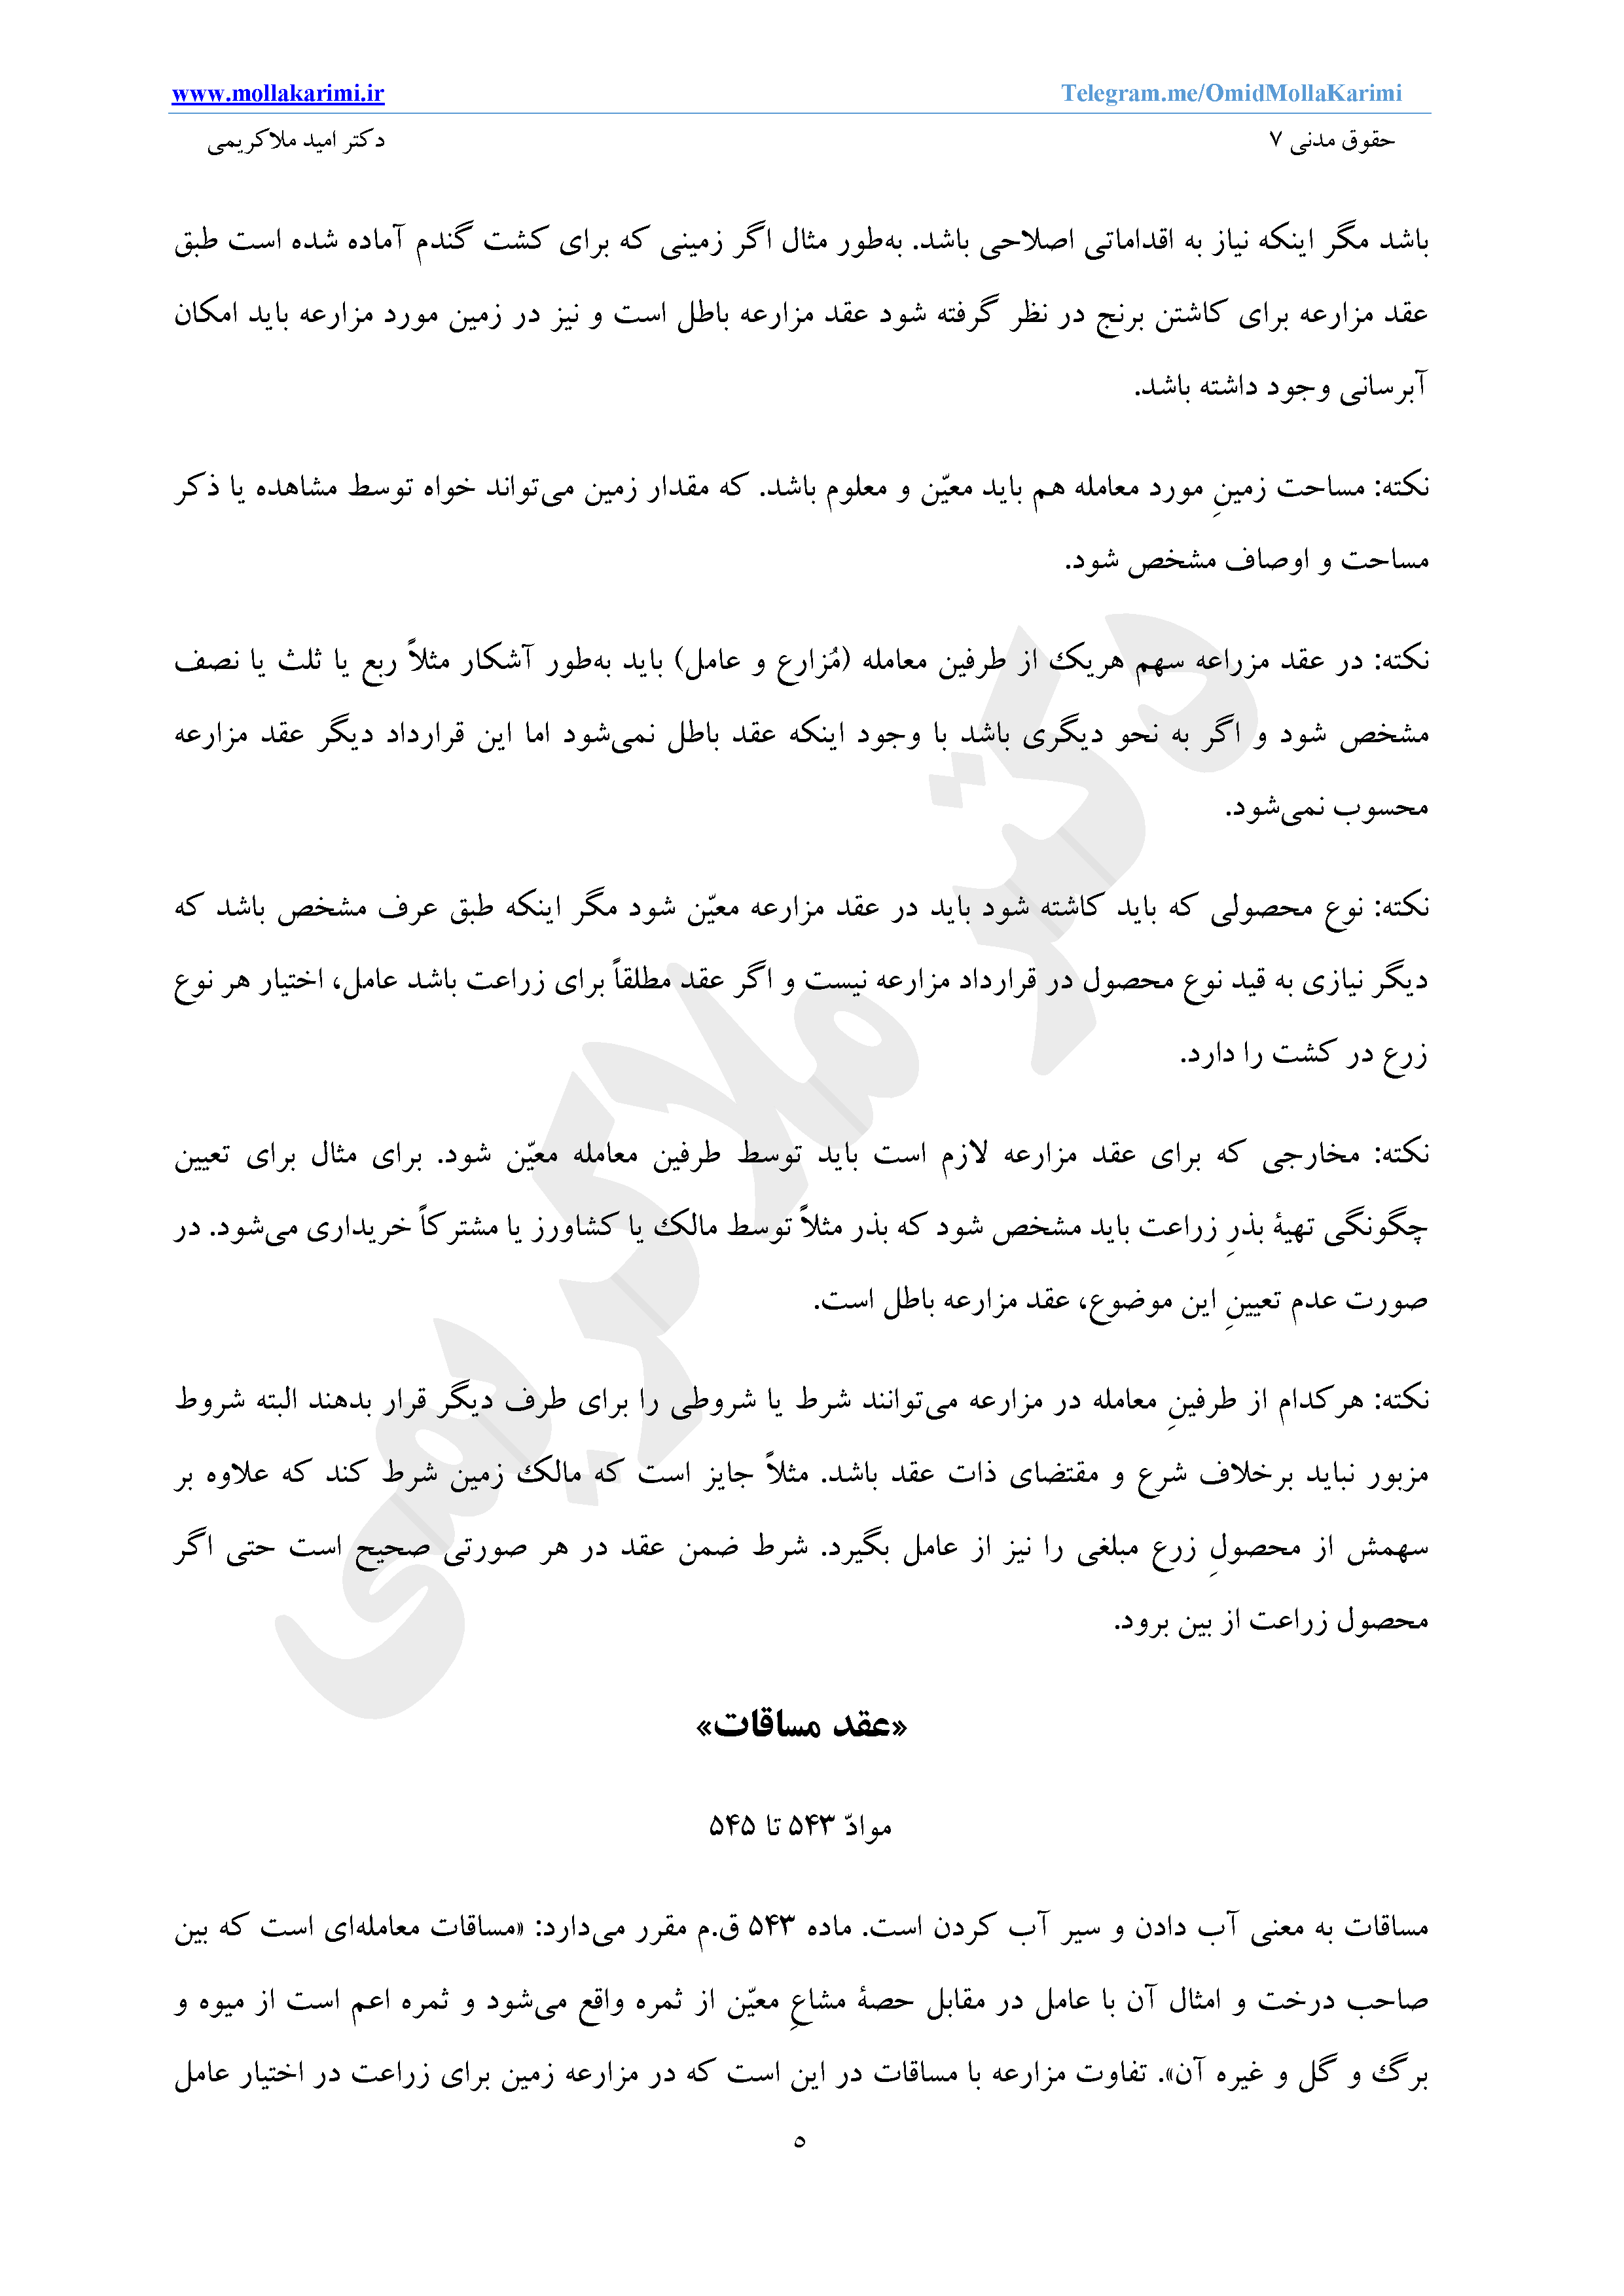 www.mollakarimi.ir Telegram.me/OmidMollaKarimi
حقوق مدنی ۷ دکتر امید ملاکریمی
باشد مگر اینکه نیاز به اقداماتی اصلاحی باشد. به‌طور مثال اگر زمینی که برای کشت گندم آماده شده است طبق
عقد مزارعه برای کاشتن برنج در نظر گرفته شود عقد مزارعه باطل است و نیز در زمین مورد مزارعه باید امکان
آبرسانی وجود داشته باشد.
نکته: مساحت زمینِ مورد معامله هم باید معیّن و معلوم باشد. که مقدار زمین می‌تواند خواه توسط مشاهده یا ذکر
مساحت و اوصاف مشخص شود.
نکته: در عقد مزراعه سهم هریک از طرفین معامله (مُزارع و عامل) باید به‌طور آشکار مثلاً ربع یا ثلث یا نصف
مشخص شود و اگر به نحو دیگری باشد با وجود اینکه عقد باطل نمی‌شود اما این قرارداد دیگر عقد مزارعه
محسوب نمی‌شود.
نکته: نوع محصولی که باید کاشته شود باید در عقد مزارعه معیّن شود مگر اینکه طبق عرف مشخص باشد که
دیگر نیازی به قید نوع محصول در قرارداد مزارعه نیست و اگر عقد مطلقاً برای زراعت باشد عامل، اختیار هر نوع
زرع در کشت را دارد.
نکته: مخارجی که برای عقد مزارعه لازم است باید توسط طرفین معامله معیّن شود. برای مثال برای تعیین
چگونگی تهیۀ بذرِ زراعت باید مشخص شود که بذر مثلاً توسط مالک یا کشاورز یا مشترکاً خریداری می‌شود. در
صورت عدم تعیینِ این موضوع، عقد مزارعه باطل است.
نکته: هرکدام از طرفینِ معامله در مزارعه می‌توانند شرط یا شروطی را برای طرف دیگر قرار بدهند البته شروط
مزبور نباید برخلاف شرع و مقتضای ذات عقد باشد. مثلاً جایز است که مالک زمین شرط کند که علاوه بر
سهمش از محصولِ زرع مبلغی را نیز از عامل بگیرد. شرط ضمن عقد در هر صورتی صحیح است حتی اگر
محصول زراعت از بین برود.
«عقد مساقات»
موادّ ۵۴۳ تا ۵۴۵
مساقات به معنی آب دادن و سیر آب کردن است. ماده ۵۴۳ ق.م مقرر می‌دارد: «مساقات معامله‌ای است که بین
صاحب درخت و امثال آن با عامل در مقابل حصۀ مشاعِ معیّن از ثمره واقع می‌شود و ثمره اعم است از میوه و
برگ و گل و غیره آن». تفاوت مزارعه با مساقات در این است که در مزارعه زمین برای زراعت در اختیار عامل
۵
دکتر ملاکریمی